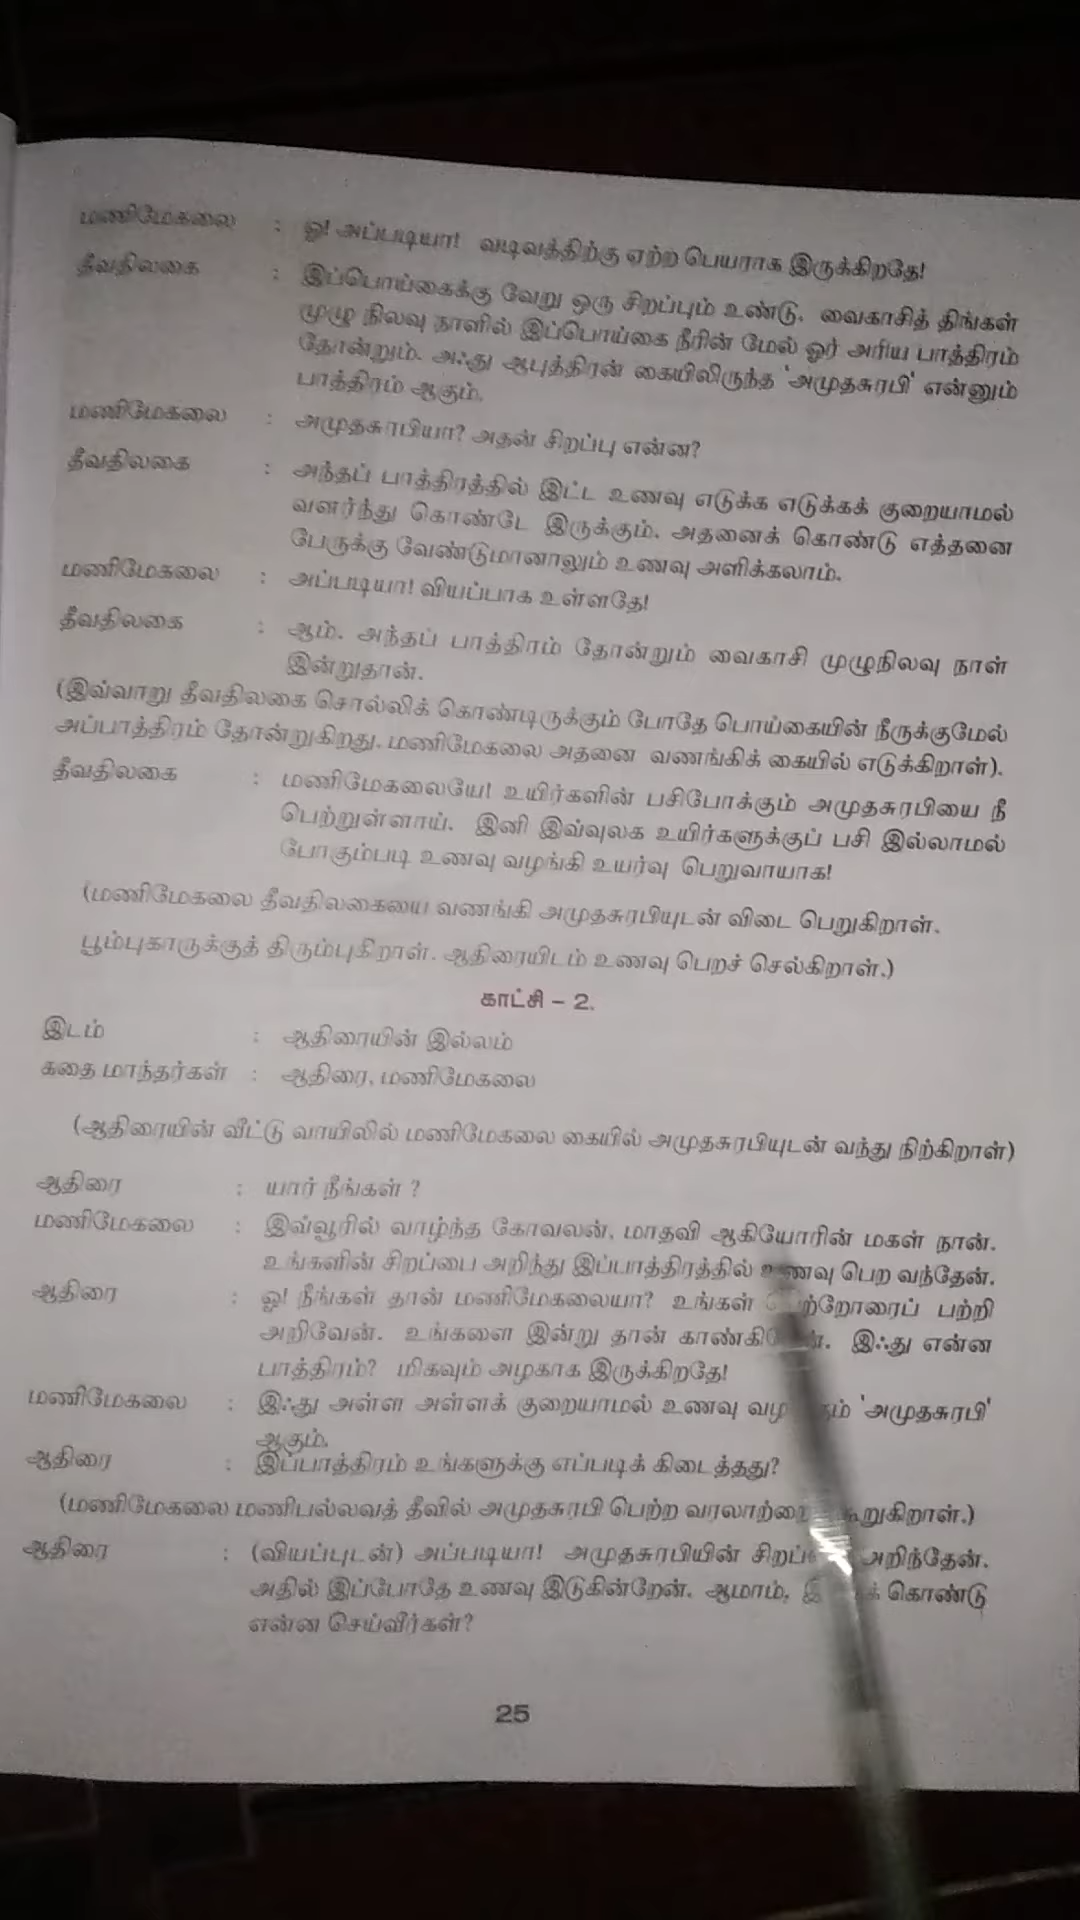 மணிமேகலை : ஓ! அப்படியா! வடிவத்திற்கு ஏற்ற பெயராக இருக்கிறதே!
தீவதிலகை : இப்பொய்கைக்கு வேறு ஒரு சிறப்பும் உண்டு. வைகாசித் திங்கள்
முழு நிலவு நாளில் இப்பொய்கை நீரின் மேல் ஓர் அரிய பாத்திரம்
தோன்றும். அஃது ஆபுத்திரன் கையிலிருந்த 'அமுதசுரபி' என்னும்
பாத்திரம் ஆகும்.
மணிமேகலை : அமுதசுரபியா? அதன் சிறப்பு என்ன?
தீவதிலகை : அந்தப் பாத்திரத்தில் இட்ட உணவு எடுக்க எடுக்கக் குறையாமல்
வளர்ந்து கொண்டே இருக்கும். அதனைக் கொண்டு எத்தனை
பேருக்கு வேண்டுமானாலும் உணவு அளிக்கலாம்.
மணிமேகலை : அப்படியா! வியப்பாக உள்ளதே!
தீவதிலகை : ஆம். அந்தப் பாத்திரம் தோன்றும் வைகாசி முழுநிலவு நாள்
இன்றுதான்.
(இவ்வாறு தீவதிலகை சொல்லிக் கொண்டிருக்கும் போதே பொய்கையின் நீருக்குமேல்
அப்பாத்திரம் தோன்றுகிறது. மணிமேகலை அதனை வணங்கிக் கையில் எடுக்கிறாள்).
தீவதிலகை : மணிமேகலையே! உயிர்களின் பசிபோக்கும் அமுதசுரபியை நீ
பெற்றுள்ளாய். இனி இவ்வுலக உயிர்களுக்குப் பசி இல்லாமல்
போகும்படி உணவு வழங்கி உயர்வு பெறுவாயாக!
(மணிமேகலை தீவதிலகையை வணங்கி அமுதசுரபியுடன் விடை பெறுகிறாள்.
பூம்புகாருக்குத் திரும்புகிறாள். ஆதிரையிடம் உணவு பெறச் செல்கிறாள்.)
காட்சி – 2.
இடம் : ஆதிரையின் இல்லம்
கதை மாந்தர்கள் : ஆதிரை, மணிமேகலை
(ஆதிரையின் வீட்டு வாயிலில் மணிமேகலை கையில் அமுதசுரபியுடன் வந்து நிற்கிறாள்)
ஆதிரை : யார் நீங்கள் ?
மணிமேகலை : இவ்வூரில் வாழ்ந்த கோவலன், மாதவி ஆகியோரின் மகள் நான்.
உங்களின் சிறப்பை அறிந்து இப்பாத்திரத்தில் உணவு பெற வந்தேன்.
ஆதிரை : ஓ! நீங்கள் தான் மணிமேகலையா? உங்கள் பெற்றோரைப் பற்றி
அறிவேன். உங்களை இன்று தான் காண்கிறேன். இஃது என்ன
பாத்திரம்? மிகவும் அழகாக இருக்கிறதே!
மணிமேகலை : இஃது அள்ள அள்ளக் குறையாமல் உணவு வழங்கும் 'அமுதசுரபி'
ஆகும்.
ஆதிரை : இப்பாத்திரம் உங்களுக்கு எப்படிக் கிடைத்தது?
(மணிமேகலை மணிபல்லவத் தீவில் அமுதசுரபி பெற்ற வரலாற்றை கூறுகிறாள்.)
ஆதிரை : (வியப்புடன்) அப்படியா! அமுதசுரபியின் அறிந்தேன்.
அதில் இப்போதே உணவு இடுகின்றேன். ஆமாம், கொண்டு
என்ன செய்வீர்கள்?
25